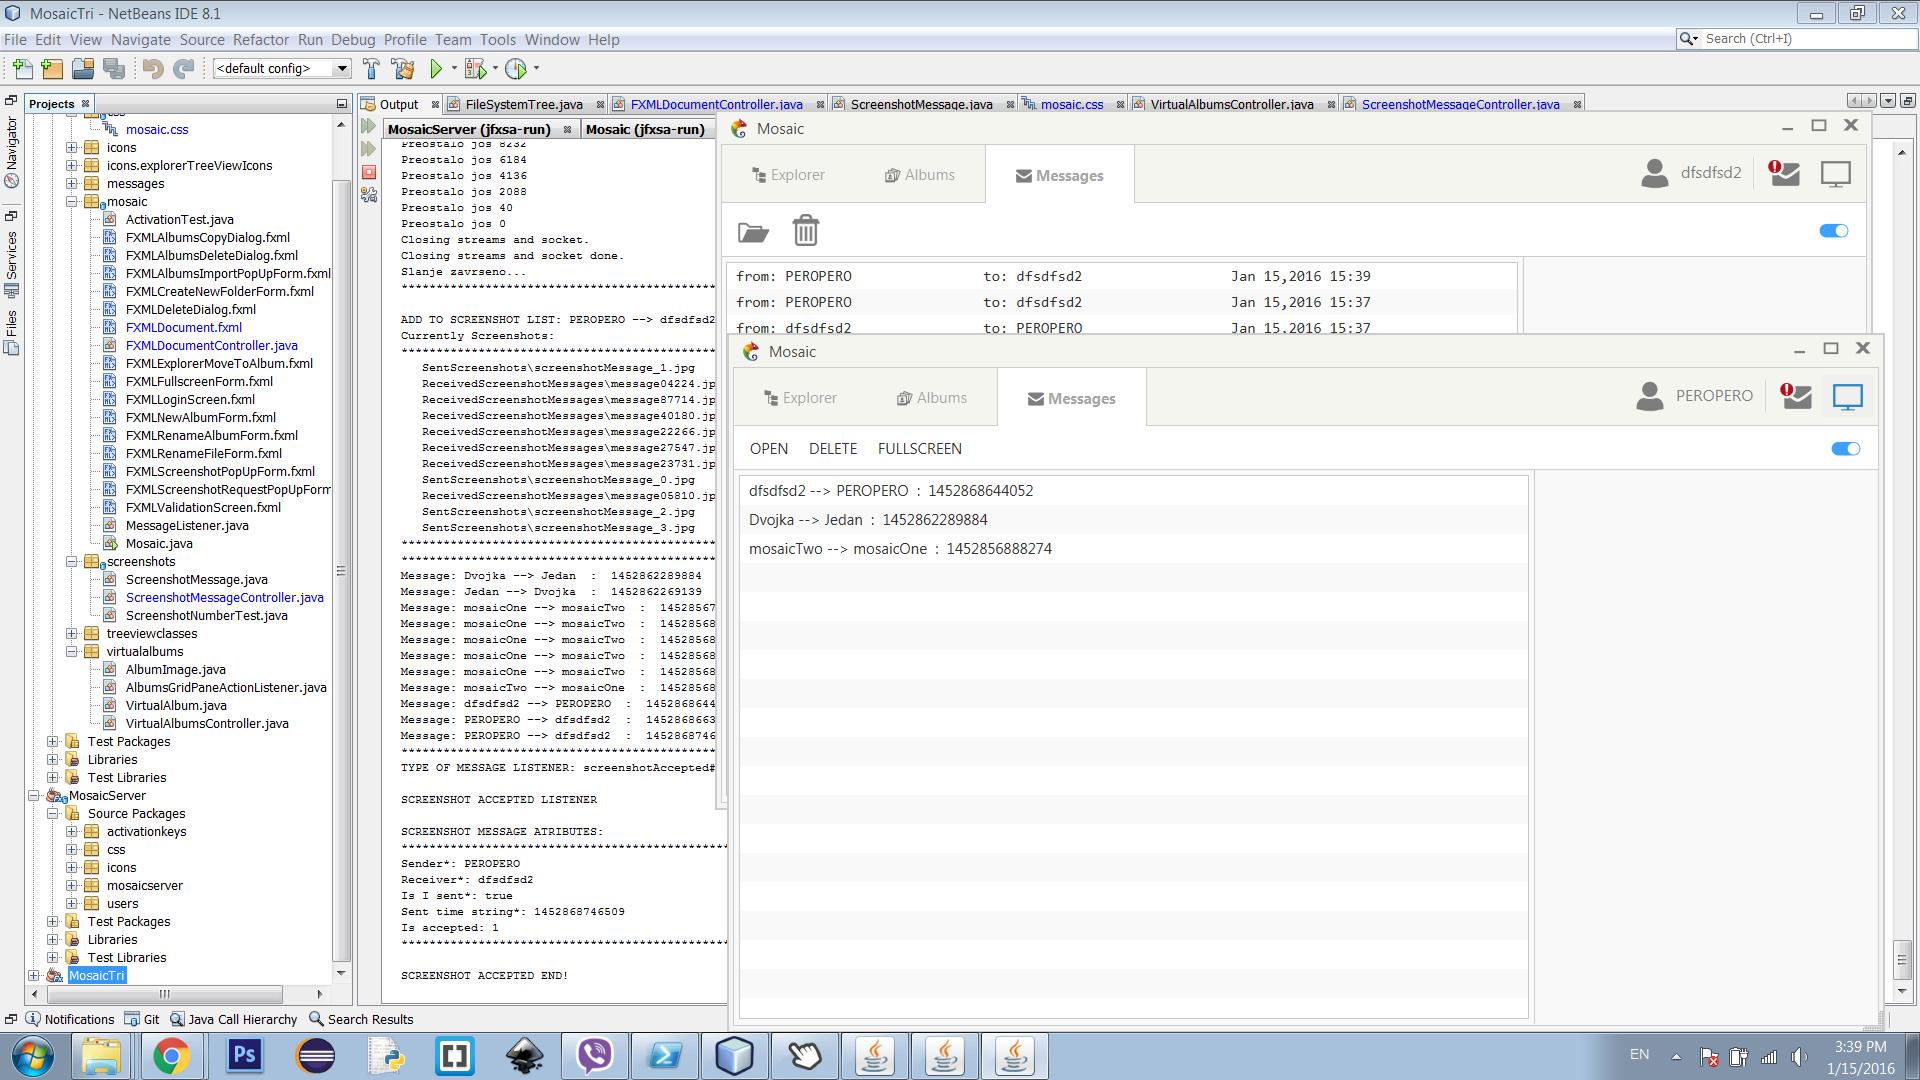 MosaicTri - NetBeans IDE 8.1
File Edit View Navigate Source Refactor Run Debug Profile Team Tools Window Help
Search (Ctrl+I)
<default config>
Projects
Navigator
Services
Files
mosaic.css
icons
icons.explorerTreeViewIcons
messages
mosaic
ActivationTest.java
FXMLAlbumsCopyDialog.fxml
FXMLAlbumsDeleteDialog.fxml
FXMLAlbumsImportPopUpForm.fxml
FXMLCreateNewFolderForm.fxml
FXMLDeleteDialog.fxml
FXMLDocument.fxml
FXMLDocumentController.java
FXMLExplorerMoveToAlbum.fxml
FXMLFullscreenForm.fxml
FXMLLoginScreen.fxml
FXMLNewAlbumForm.fxml
FXMLRenameAlbumForm.fxml
FXMLRenameFileForm.fxml
FXMLScreenshotPopUpForm.fxml
FXMLScreenshotRequestPopUpForm
FXMLValidationScreen.fxml
MessageListener.java
Mosaic.java
screenshots
ScreenshotMessage.java
ScreenshotMessageController.java
ScreenshotNumberTest.java
treeviewclasses
virtualalbums
AlbumImage.java
AlbumsGridPaneActionListener.java
VirtualAlbum.java
VirtualAlbumsController.java
Test Packages
Libraries
Test Libraries
MosaicServer
Source Packages
activationkeys
css
icons
mosaicserver
users
Test Packages
Libraries
Test Libraries
MosaicTri
Output FileSystemTree.java FXMLDocumentController.java ScreenshotMessage.java mosaic.css VirtualAlbumsController.java ScreenshotMessageController.java
MosaicServer (jfxsa-run) Mosaic (jfxsa-run)
Preostalo jos 8232
Preostalo jos 6184
Preostalo jos 4136
Preostalo jos 2088
Preostalo jos 40
Preostalo jos 0
Closing streams and socket.
Closing streams and socket done.
Slanje zavrseno...
ADD TO SCREENSHOT LIST: PEROPERO --> dfsdfsd2
Currently Screenshots:
SentScreenshots\screenshotMessage_1.jpg
ReceivedScreenshotMessages\message04224.jp
ReceivedScreenshotMessages\message87714.jp
ReceivedScreenshotMessages\message40180.jp
ReceivedScreenshotMessages\message22266.jp
ReceivedScreenshotMessages\message27547.jp
ReceivedScreenshotMessages\message23731.jp
SentScreenshots\screenshotMessage_0.jpg
ReceivedScreenshotMessages\message05810.jp
SentScreenshots\screenshotMessage_2.jpg
SentScreenshots\screenshotMessage_3.jpg
Message: Dvojka --> Jedan : 1452862289884
Message: Jedan --> Dvojka : 1452862269139
Message: mosaicOne --> mosaicTwo : 14528567
Message: mosaicOne --> mosaicTwo : 14528568
Message: mosaicOne --> mosaicTwo : 14528568
Message: mosaicOne --> mosaicTwo : 14528568
Message: mosaicOne --> mosaicTwo : 14528568
Message: mosaicTwo --> mosaicOne : 14528568
Message: dfsdfsd2 --> PEROPERO : 1452868644
Message: PEROPERO --> dfsdfsd2 : 1452868663
Message: PEROPERO --> dfsdfsd2 : 1452868746
TYPE OF MESSAGE LISTENER: screenshotAccepted#
SCREENSHOT ACCEPTED LISTENER
SCREENSHOT MESSAGE ATRIBUTES:
Sender*: PEROPERO
Receiver*: dfsdfsd2
Is I sent*: true
Sent time string*: 1452868746509
Is accepted: 1
SCREENSHOT ACCEPTED END!
Mosaic
Explorer Albums Messages
dfsdfsd2
from: PEROPERO to: dfsdfsd2 Jan 15,2016 15:39
from: PEROPERO to: dfsdfsd2 Jan 15,2016 15:37
from: dfsdfsd2 to: PEROPERO Jan 15,2016 15:37
Mosaic
Explorer Albums Messages
PEROPERO
OPEN DELETE FULLSCREEN
dfsdfsd2 --> PEROPERO : 1452868644052
Dvojka --> Jedan : 1452862289884
mosaicTwo --> mosaicOne : 1452856888274
Notifications Git Java Call Hierarchy Search Results
Ps
EN
3:39 PM
1/15/2016